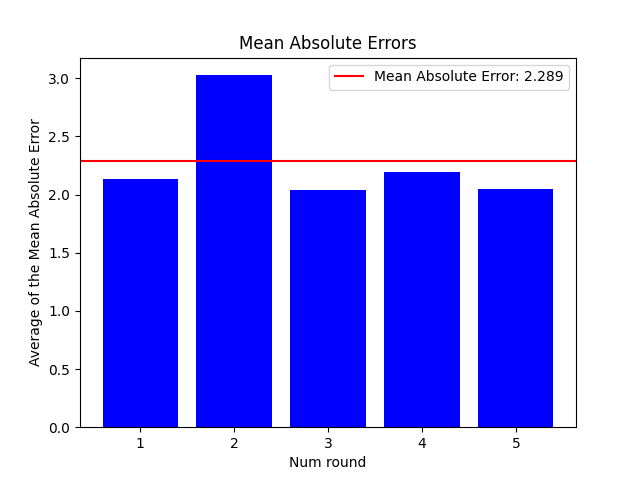 Mean Absolute Errors
Mean Absolute Error: 2.289
Average of the Mean Absolute Error
3.0
2.5
2.0
1.5
1.0
0.5
0.0
1 2 3 4 5
Num round